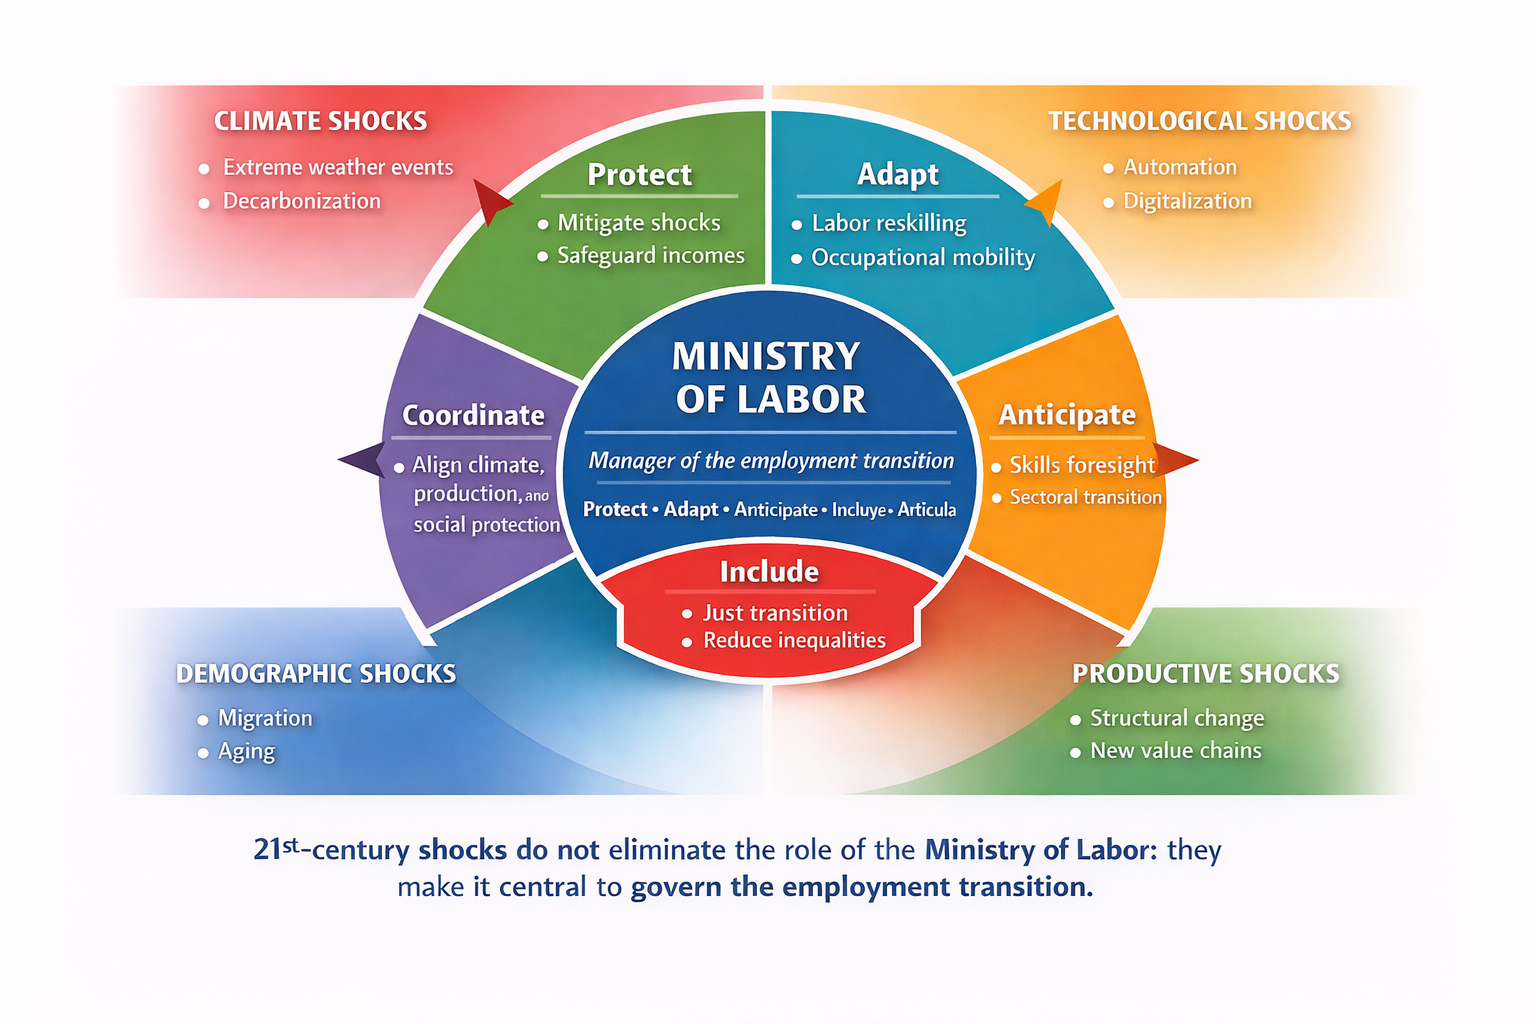 CLIMATE SHOCKS
• Extreme weather events
• Decarbonization
TECHNOLOGICAL SHOCKS
• Automation
• Digitalization
Protect
• Mitigate shocks
• Safeguard incomes
Adapt
• Labor reskilling
• Occupational mobility
Coordinate
• Align climate,
production, and
social protection
MINISTRY
OF LABOR
Manager of the employment transition
Protect • Adapt • Anticipate • Incluye • Articula
Anticipate
• Skills foresight
• Sectoral transition
Include
• Just transition
• Reduce inequalities
DEMOGRAPHIC SHOCKS
• Migration
• Aging
PRODUCTIVE SHOCKS
• Structural change
• New value chains
21st-century shocks do not eliminate the role of the Ministry of Labor: they
make it central to govern the employment transition.